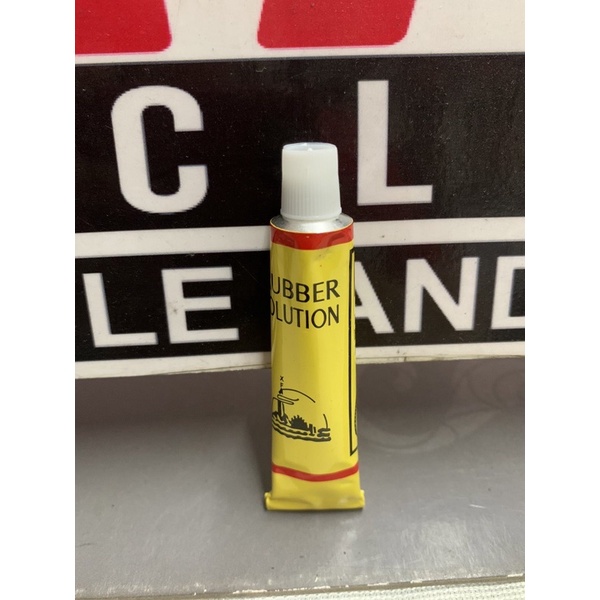 C L
LE AND
UBBER
OLUTION